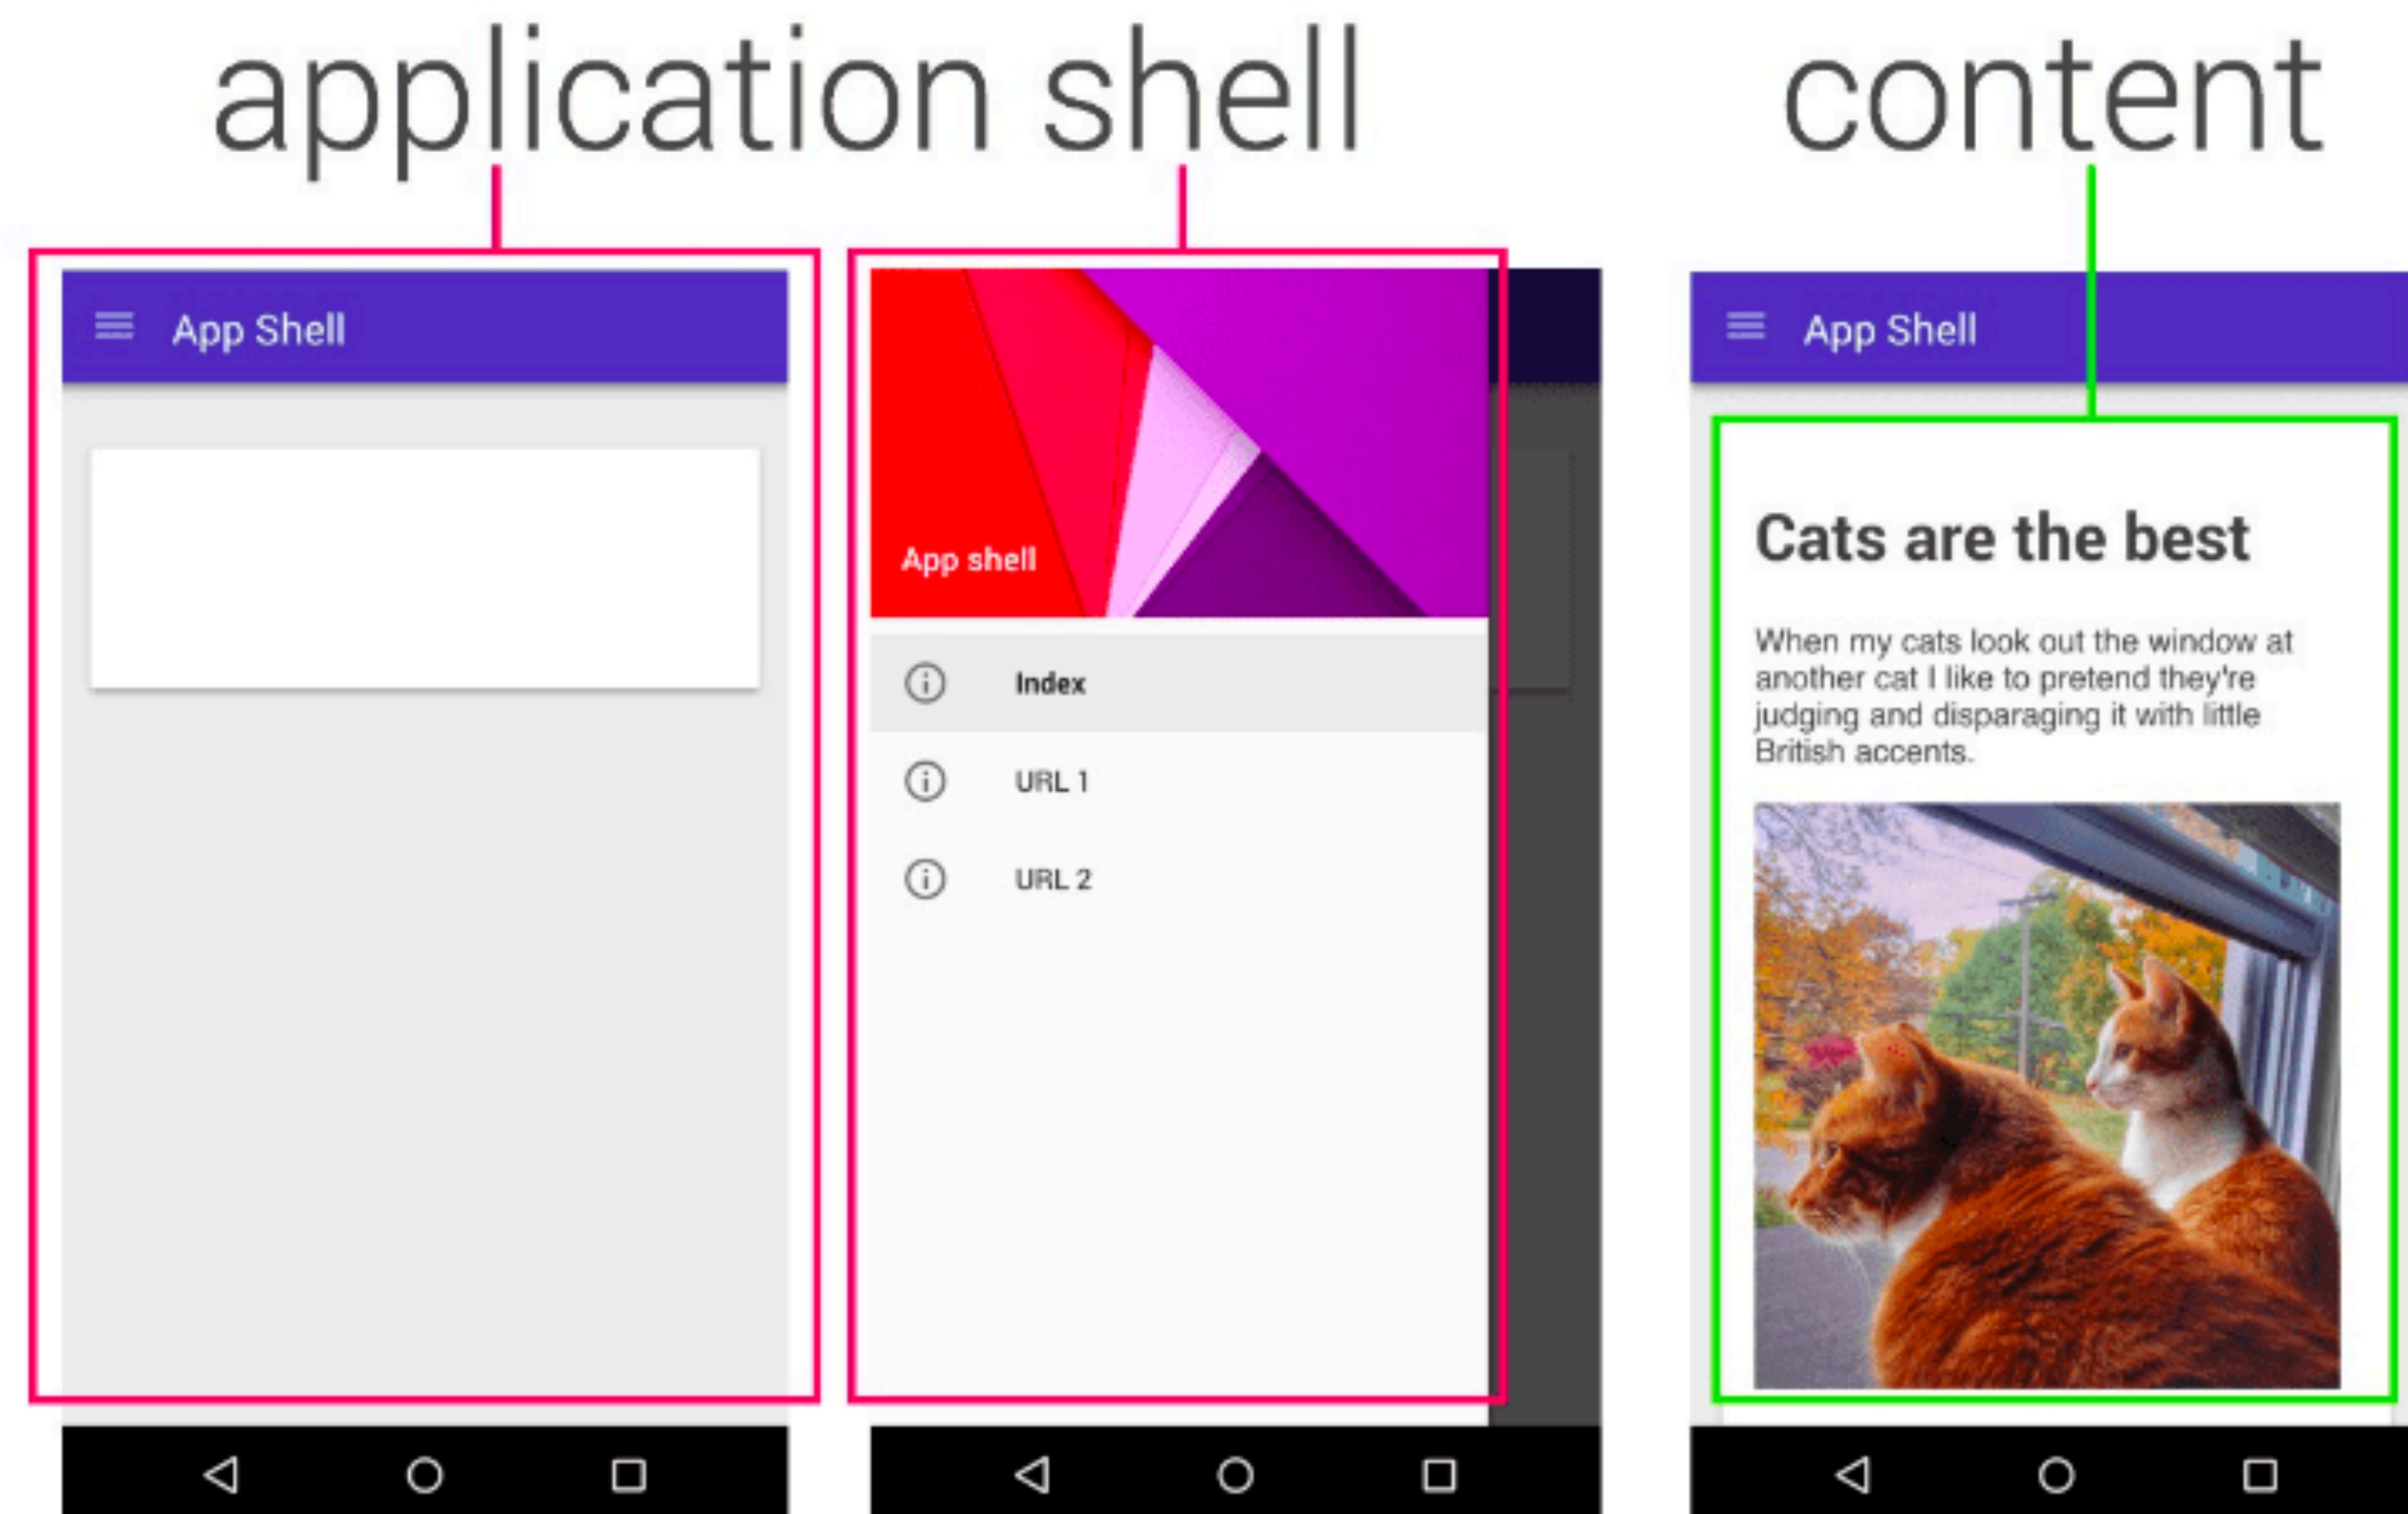 application shell
content
App Shell
App shell
Index
URL 1
URL 2
App Shell
Cats are the best
When my cats look out the window at
another cat I like to pretend they're
judging and disparaging it with little
British accents.